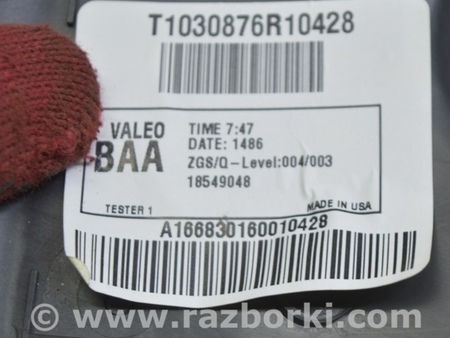 T1030876R10428
VALEO
BAA
TIME 7:47
DATE: 1486
ZGS/Q-Level:004/003
18549048
TESTER 1
MADE IN USA
A166830160010428
© www.razborki.com